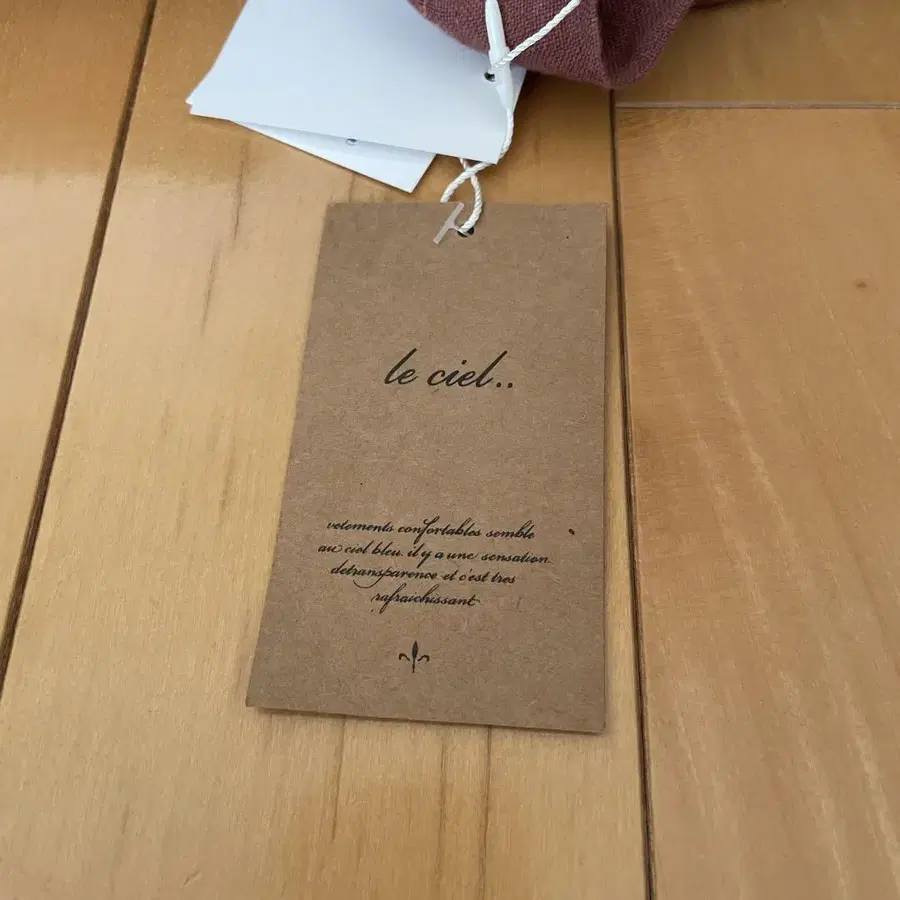 le ciel..
vetements confortables semble
au ciel bleu. il y a une sensation
detransparence et c'est tres
rafraichissant